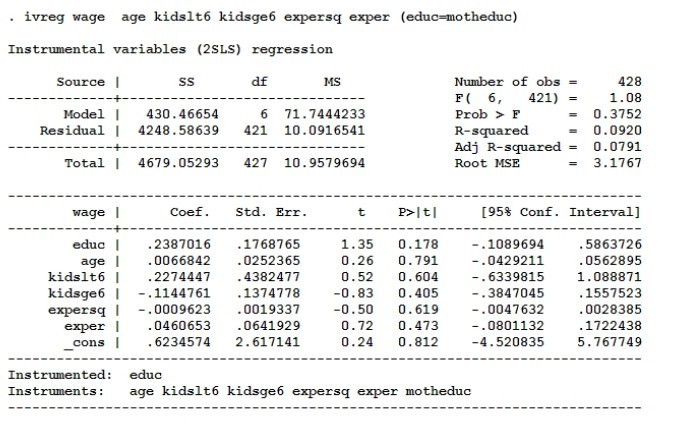 . ivreg wage  age kidslt6 kidsge6 expersq exper (educ=motheduc)
Instrumental variables (2SLS) regression
Source | SS df MS Number of obs = 428
F( 6, 421) = 1.08
Model | 430.46654 6 71.7444233 Prob > F = 0.3752
Residual | 4248.58639 421 10.0916541 R-squared = 0.0920
Adj R-squared = 0.0791
Total | 4679.05293 427 10.9579694 Root MSE = 3.1767
wage | Coef. Std. Err. t P>|t| [95% Conf. Interval]
educ | .2387016 .1768765 1.35 0.178 -.1089694 .5863726
age | .0066842 .0252365 0.26 0.791 -.0429211 .0562895
kidslt6 | .2274447 .4382477 0.52 0.604 -.6339815 1.088871
kidsge6 | -.1144761 .1374778 -0.83 0.405 -.3847045 .1557523
expersq | -.0009623 .0019337 -0.50 0.619 -.0047632 .0028385
exper | .0460653 .0641929 0.72 0.473 -.0801132 .1722438
_cons | .6234574 2.617141 0.24 0.812 -4.520835 5.767749
Instrumented: educ
Instruments: age kidslt6 kidsge6 expersq exper motheduc